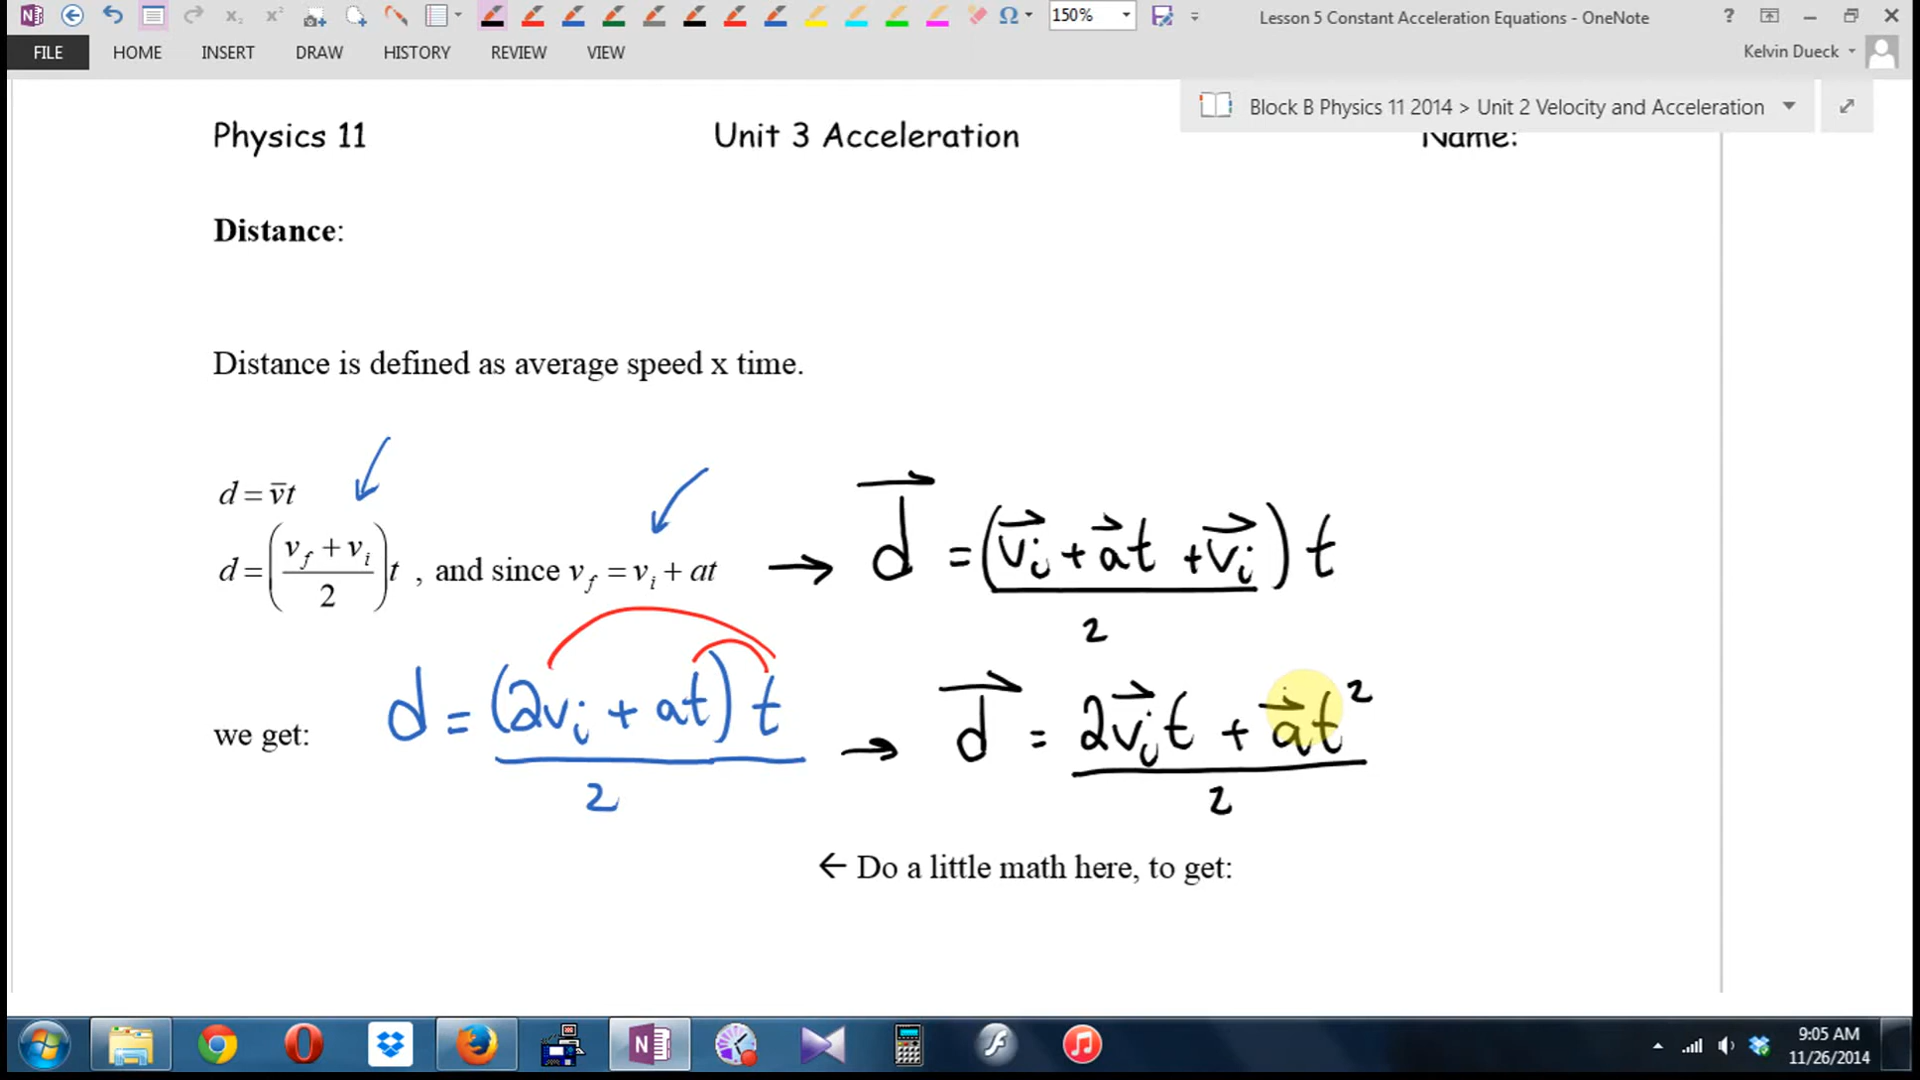 Lesson 5 Constant Acceleration Equations - OneNote
150%
FILE HOME INSERT DRAW HISTORY REVIEW VIEW
Kelvin Dueck
Block B Physics 11 2014 > Unit 2 Velocity and Acceleration
Physics 11 Unit 3 Acceleration Name:
Distance:
Distance is defined as average speed x time.
d = v̄t
d = ((v_f + v_i)/2)t , and since v_f = v_i + at → d⃗ = (v⃗_i + a⃗t + v⃗_i)/2 t
we get: d = (2v_i + at)t/2 → d⃗ = (2v⃗_i t + a⃗t²)/2
← Do a little math here, to get:
9:05 AM
11/26/2014